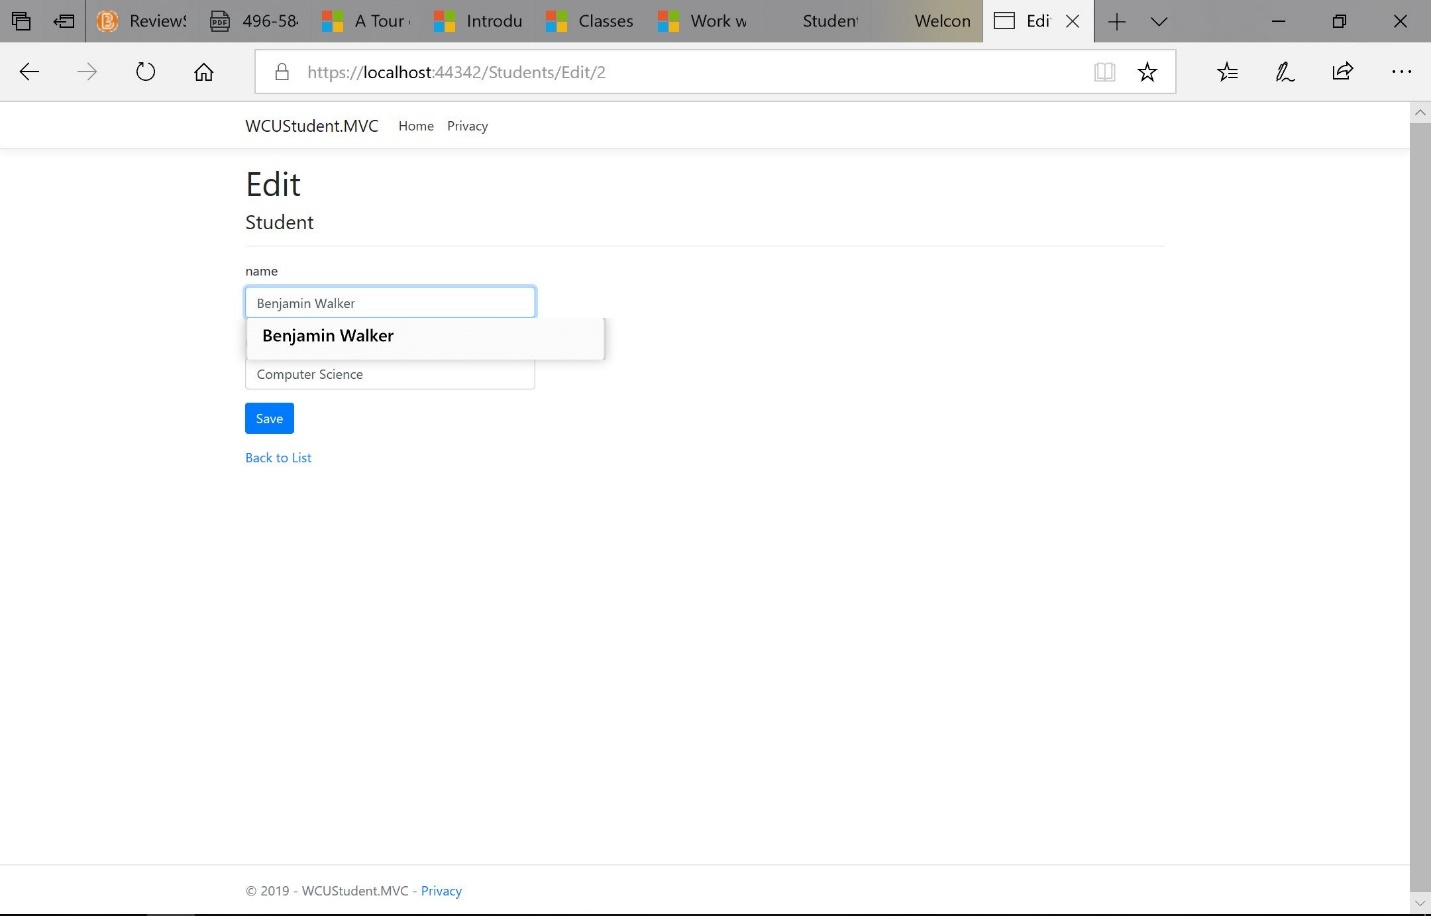 ReviewS 496-58 A Tour Introdu Classes Work w Student Welcon Edi
https://localhost:44342/Students/Edit/2
WCUStudent.MVC Home Privacy
Edit
Student
name
Benjamin Walker
Benjamin Walker
Computer Science
Save
Back to List
© 2019 - WCUStudent.MVC - Privacy